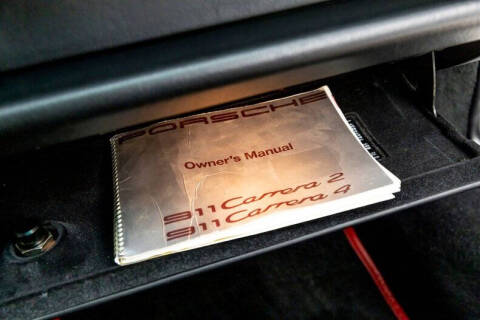 PORSCHE
Owner's Manual
911 Carrera 2
911 Carrera 4